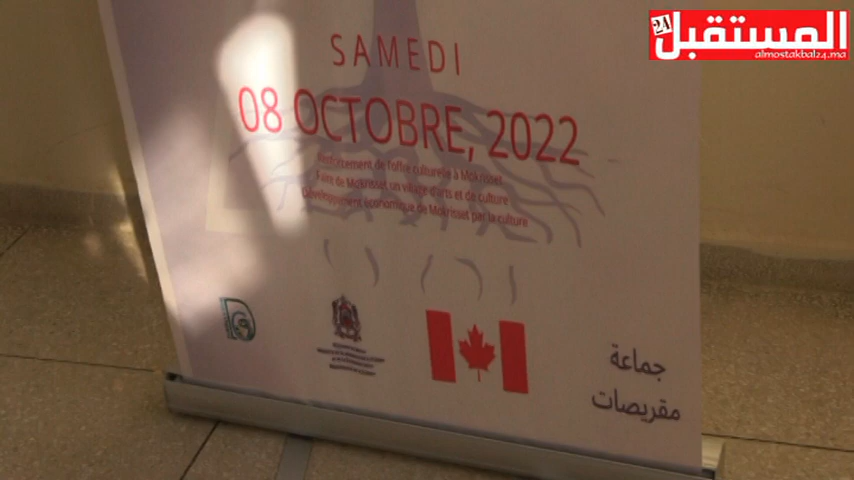 24
المستقبل
almostakbal24.ma
SAMEDI
08 OCTOBRE, 2022
Renforcement de l'offre culturelle à Mokrisset
Faire de Mokrisset un village d'arts et de culture
Développement économique de Mokrisset par la culture
جماعة
مقريصات